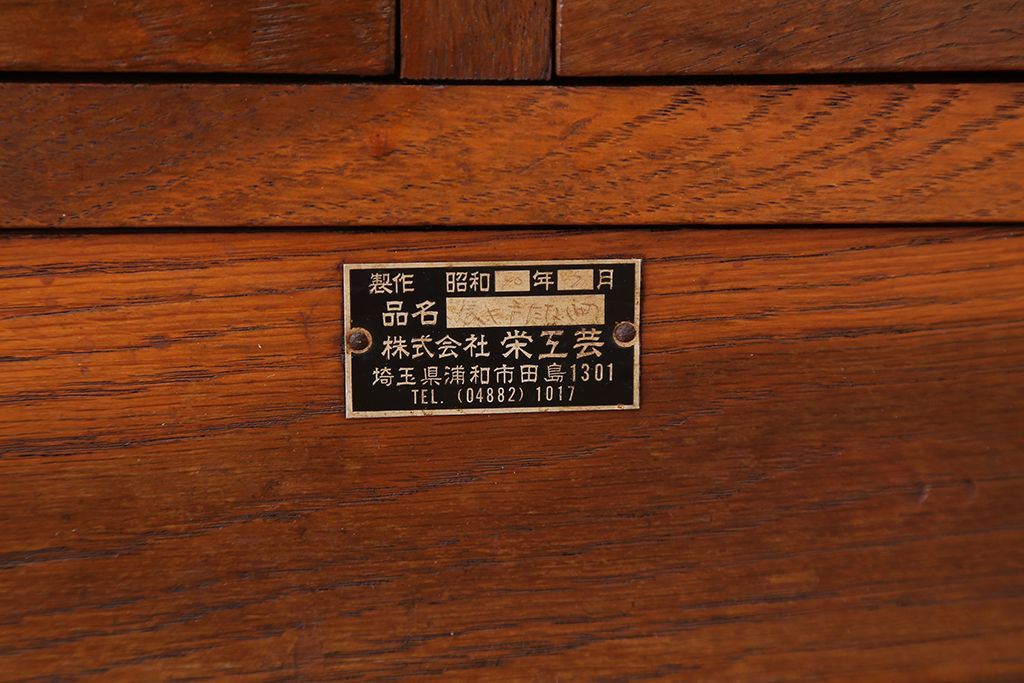 製作 昭和 年 月
品名
株式会社 栄工芸
埼玉県浦和市田島1301
TEL. (04882) 1017